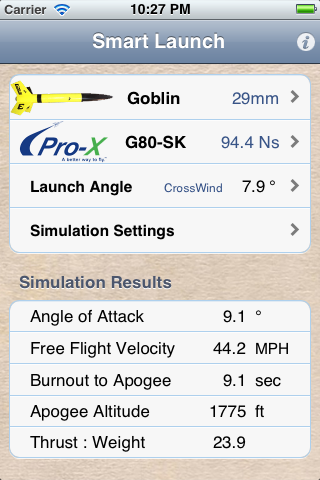 Carrier 10:27 PM
Smart Launch
Goblin 29mm
Pro-X G80-SK 94.4 Ns
A better way to fly.
Launch Angle CrossWind 7.9 °
Simulation Settings
Simulation Results
Angle of Attack 9.1 °
Free Flight Velocity 44.2 MPH
Burnout to Apogee 9.1 sec
Apogee Altitude 1775 ft
Thrust : Weight 23.9